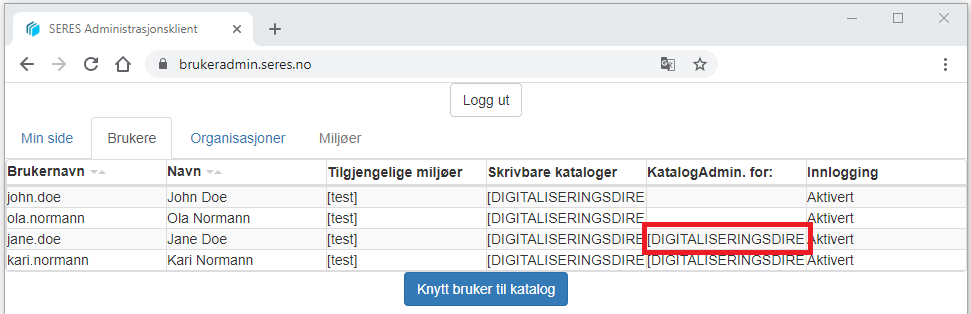 SERES Administrasjonsklient
brukeradmin.seres.no
Logg ut
Min side Brukere Organisasjoner Miljøer
Brukernavn Navn Tilgjengelige miljøer Skrivbare kataloger KatalogAdmin. for: Innlogging
john.doe John Doe [test] [DIGITALISERINGSDIRE Aktivert
ola.normann Ola Normann [test] [DIGITALISERINGSDIRE Aktivert
jane.doe Jane Doe [test] [DIGITALISERINGSDIRE [DIGITALISERINGSDIRE Aktivert
kari.normann Kari Normann [test] [DIGITALISERINGSDIRE [DIGITALISERINGSDIRE Aktivert
Knytt bruker til katalog